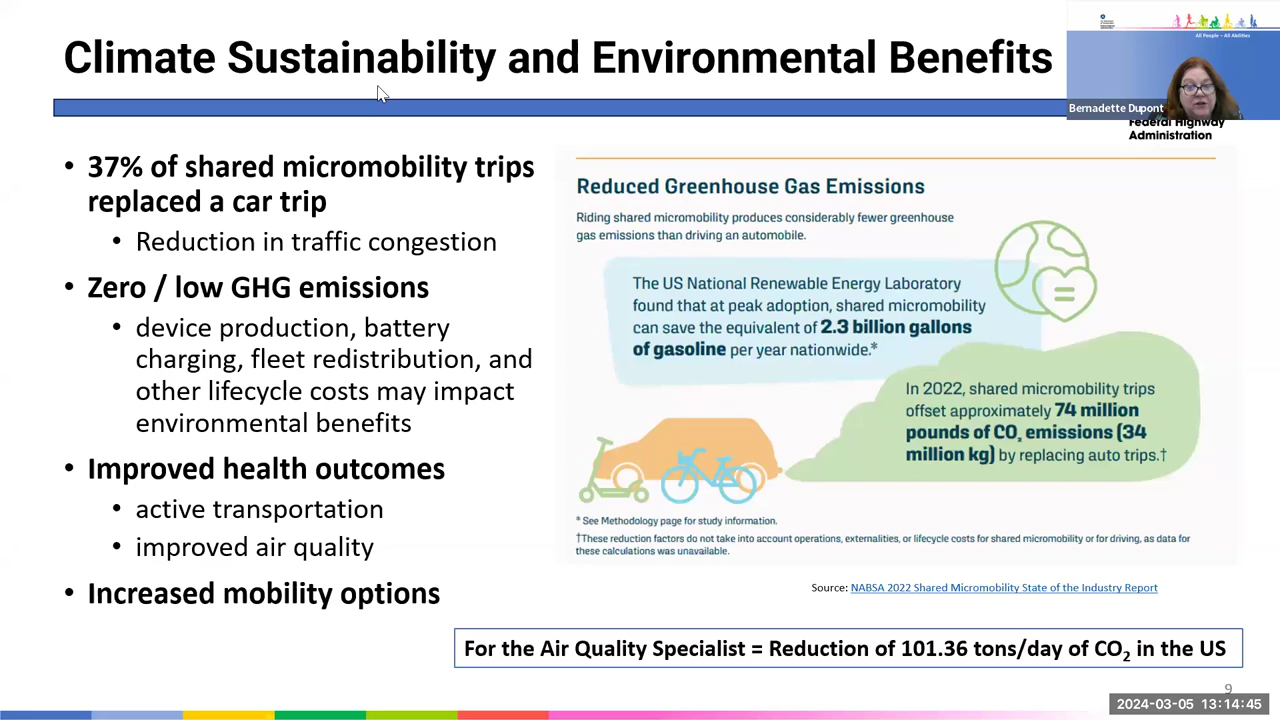 Climate Sustainability and Environmental Benefits
All People – All Abilities
Bernadette Dupont
Federal Highway
Administration
• 37% of shared micromobility trips
replaced a car trip
• Reduction in traffic congestion
• Zero / low GHG emissions
• device production, battery
charging, fleet redistribution, and
other lifecycle costs may impact
environmental benefits
• Improved health outcomes
• active transportation
• improved air quality
• Increased mobility options
Reduced Greenhouse Gas Emissions
Riding shared micromobility produces considerably fewer greenhouse
gas emissions than driving an automobile.
The US National Renewable Energy Laboratory
found that at peak adoption, shared micromobility
can save the equivalent of 2.3 billion gallons
of gasoline per year nationwide.*
In 2022, shared micromobility trips
offset approximately 74 million
pounds of CO₂ emissions (34
million kg) by replacing auto trips.†
* See Methodology page for study information.
†These reduction factors do not take into account operations, externalities, or lifecycle costs for shared micromobility or for driving, as data for
these calculations was unavailable.
Source: NABSA 2022 Shared Micromobility State of the Industry Report
For the Air Quality Specialist = Reduction of 101.36 tons/day of CO₂ in the US
9
2024-03-05 13:14:45